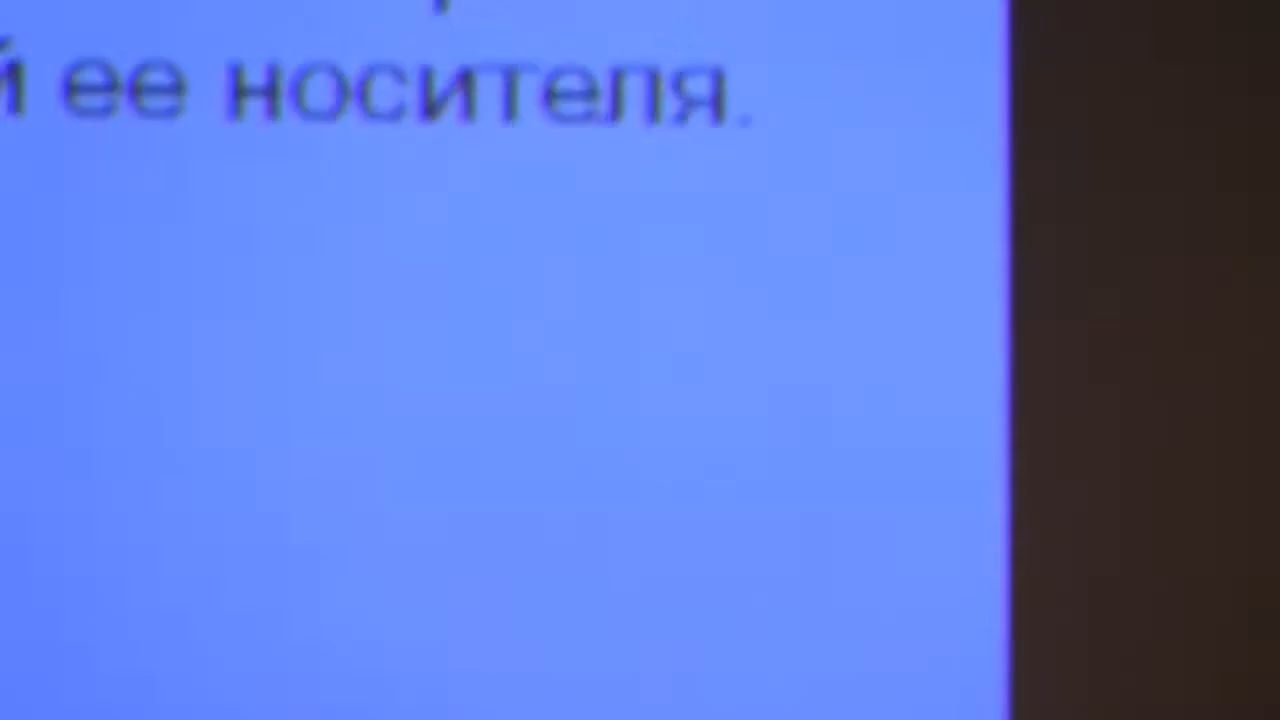 й ее носителя.